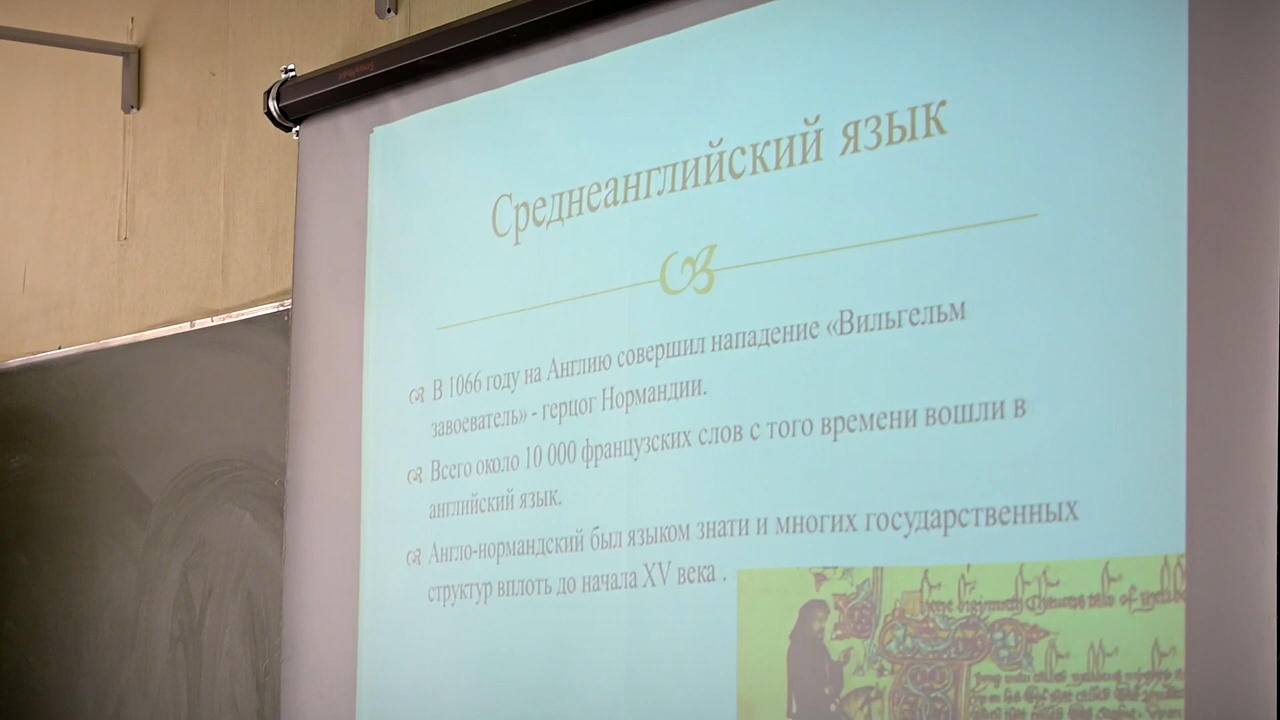 Среднеанглийский язык
В 1066 году на Англию совершил нападение «Вильгельм
завоеватель» - герцог Нормандии.
Всего около 10 000 французских слов с того времени вошли в
английский язык.
Англо-нормандский был языком знати и многих государственных
структур вплоть до начала XV века .